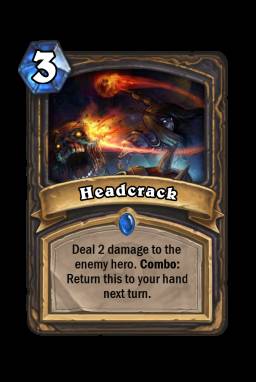 3
Headcrack
Deal 2 damage to the
enemy hero. Combo:
Return this to your hand
next turn.